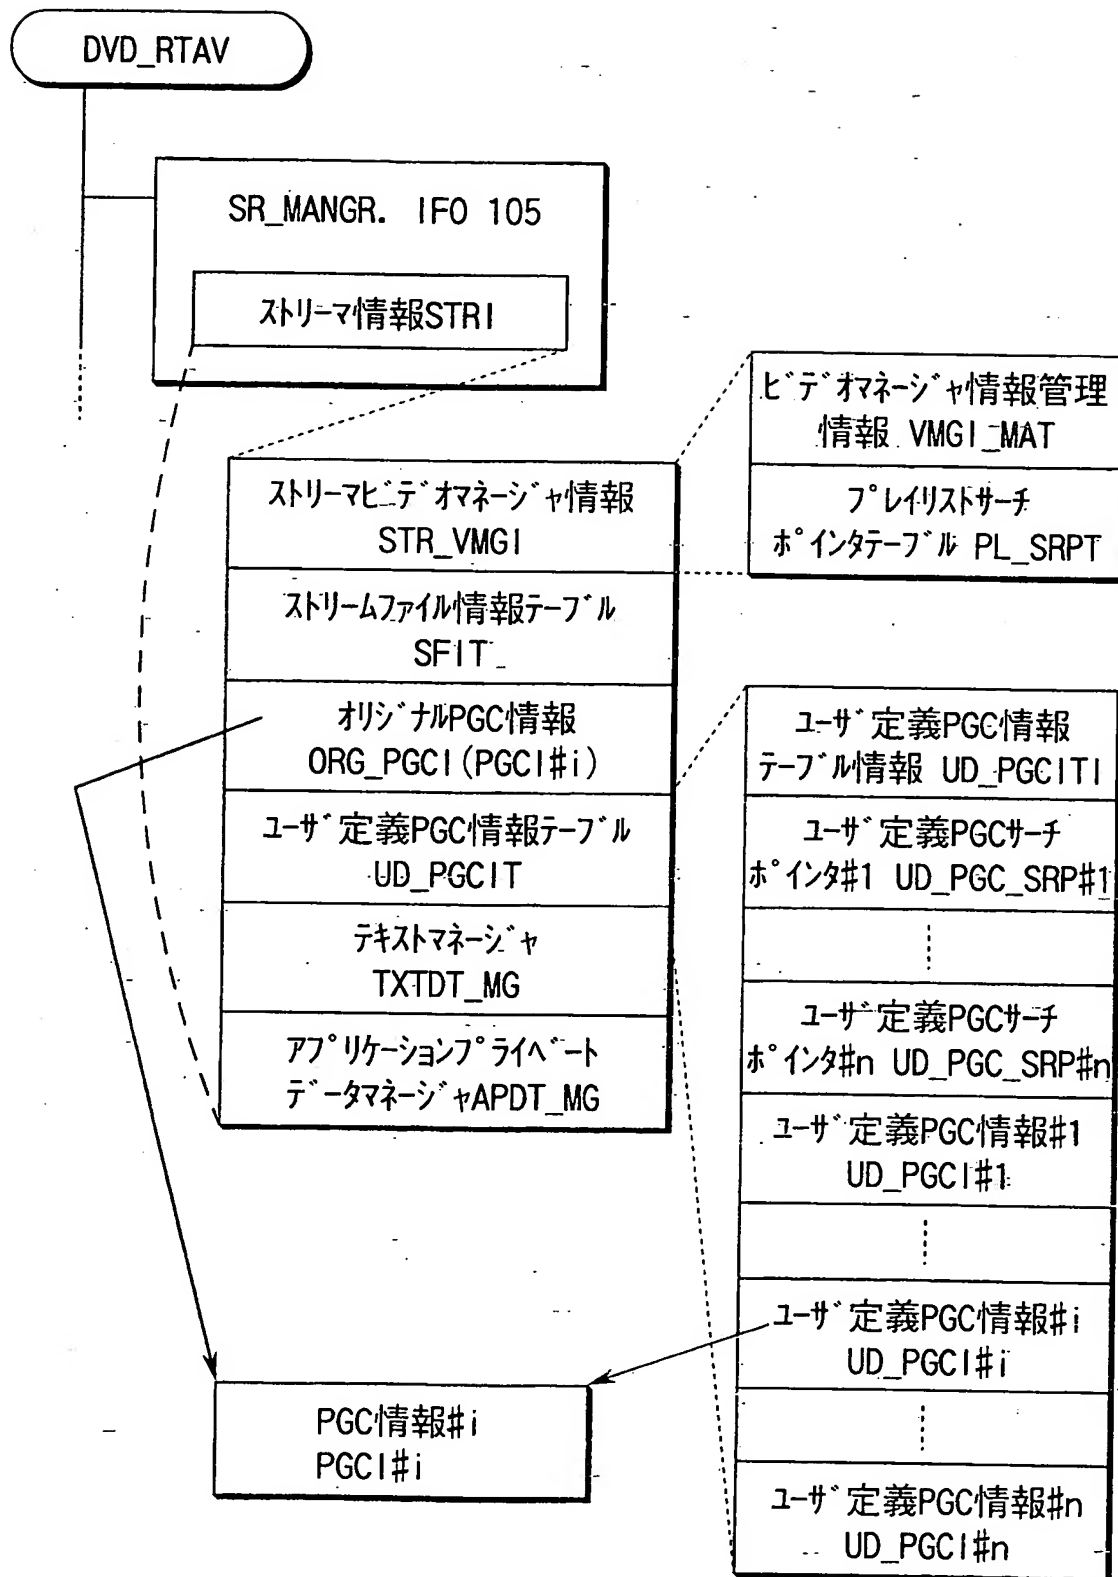 DVD_RTAV
SR_MANGR. IFO 105
ストリーマ情報STRI
ストリーマビデオマネージャ情報
STR_VMGI
ストリームファイル情報テーブル
SFIT
オリジナルPGC情報
ORG_PGCI(PGCI#i)
ユーザ定義PGC情報テーブル
UD_PGCIT
テキストマネージャ
TXTDT_MG
アプリケーションプライベート
データマネージャAPDT_MG
ビデオマネージャ情報管理
情報 VMGI_MAT
プレイリストサーチ
ポインタテーブル PL_SRPT
ユーザ定義PGC情報
テーブル情報 UD_PGCITI
ユーザ定義PGCサーチ
ポインタ#1 UD_PGC_SRP#1
ユーザ定義PGCサーチ
ポインタ#n UD_PGC_SRP#n
ユーザ定義PGC情報#1
UD_PGCI#1
ユーザ定義PGC情報#i
UD_PGCI#i
ユーザ定義PGC情報#n
UD_PGCI#n
PGC情報#i
PGCI#i